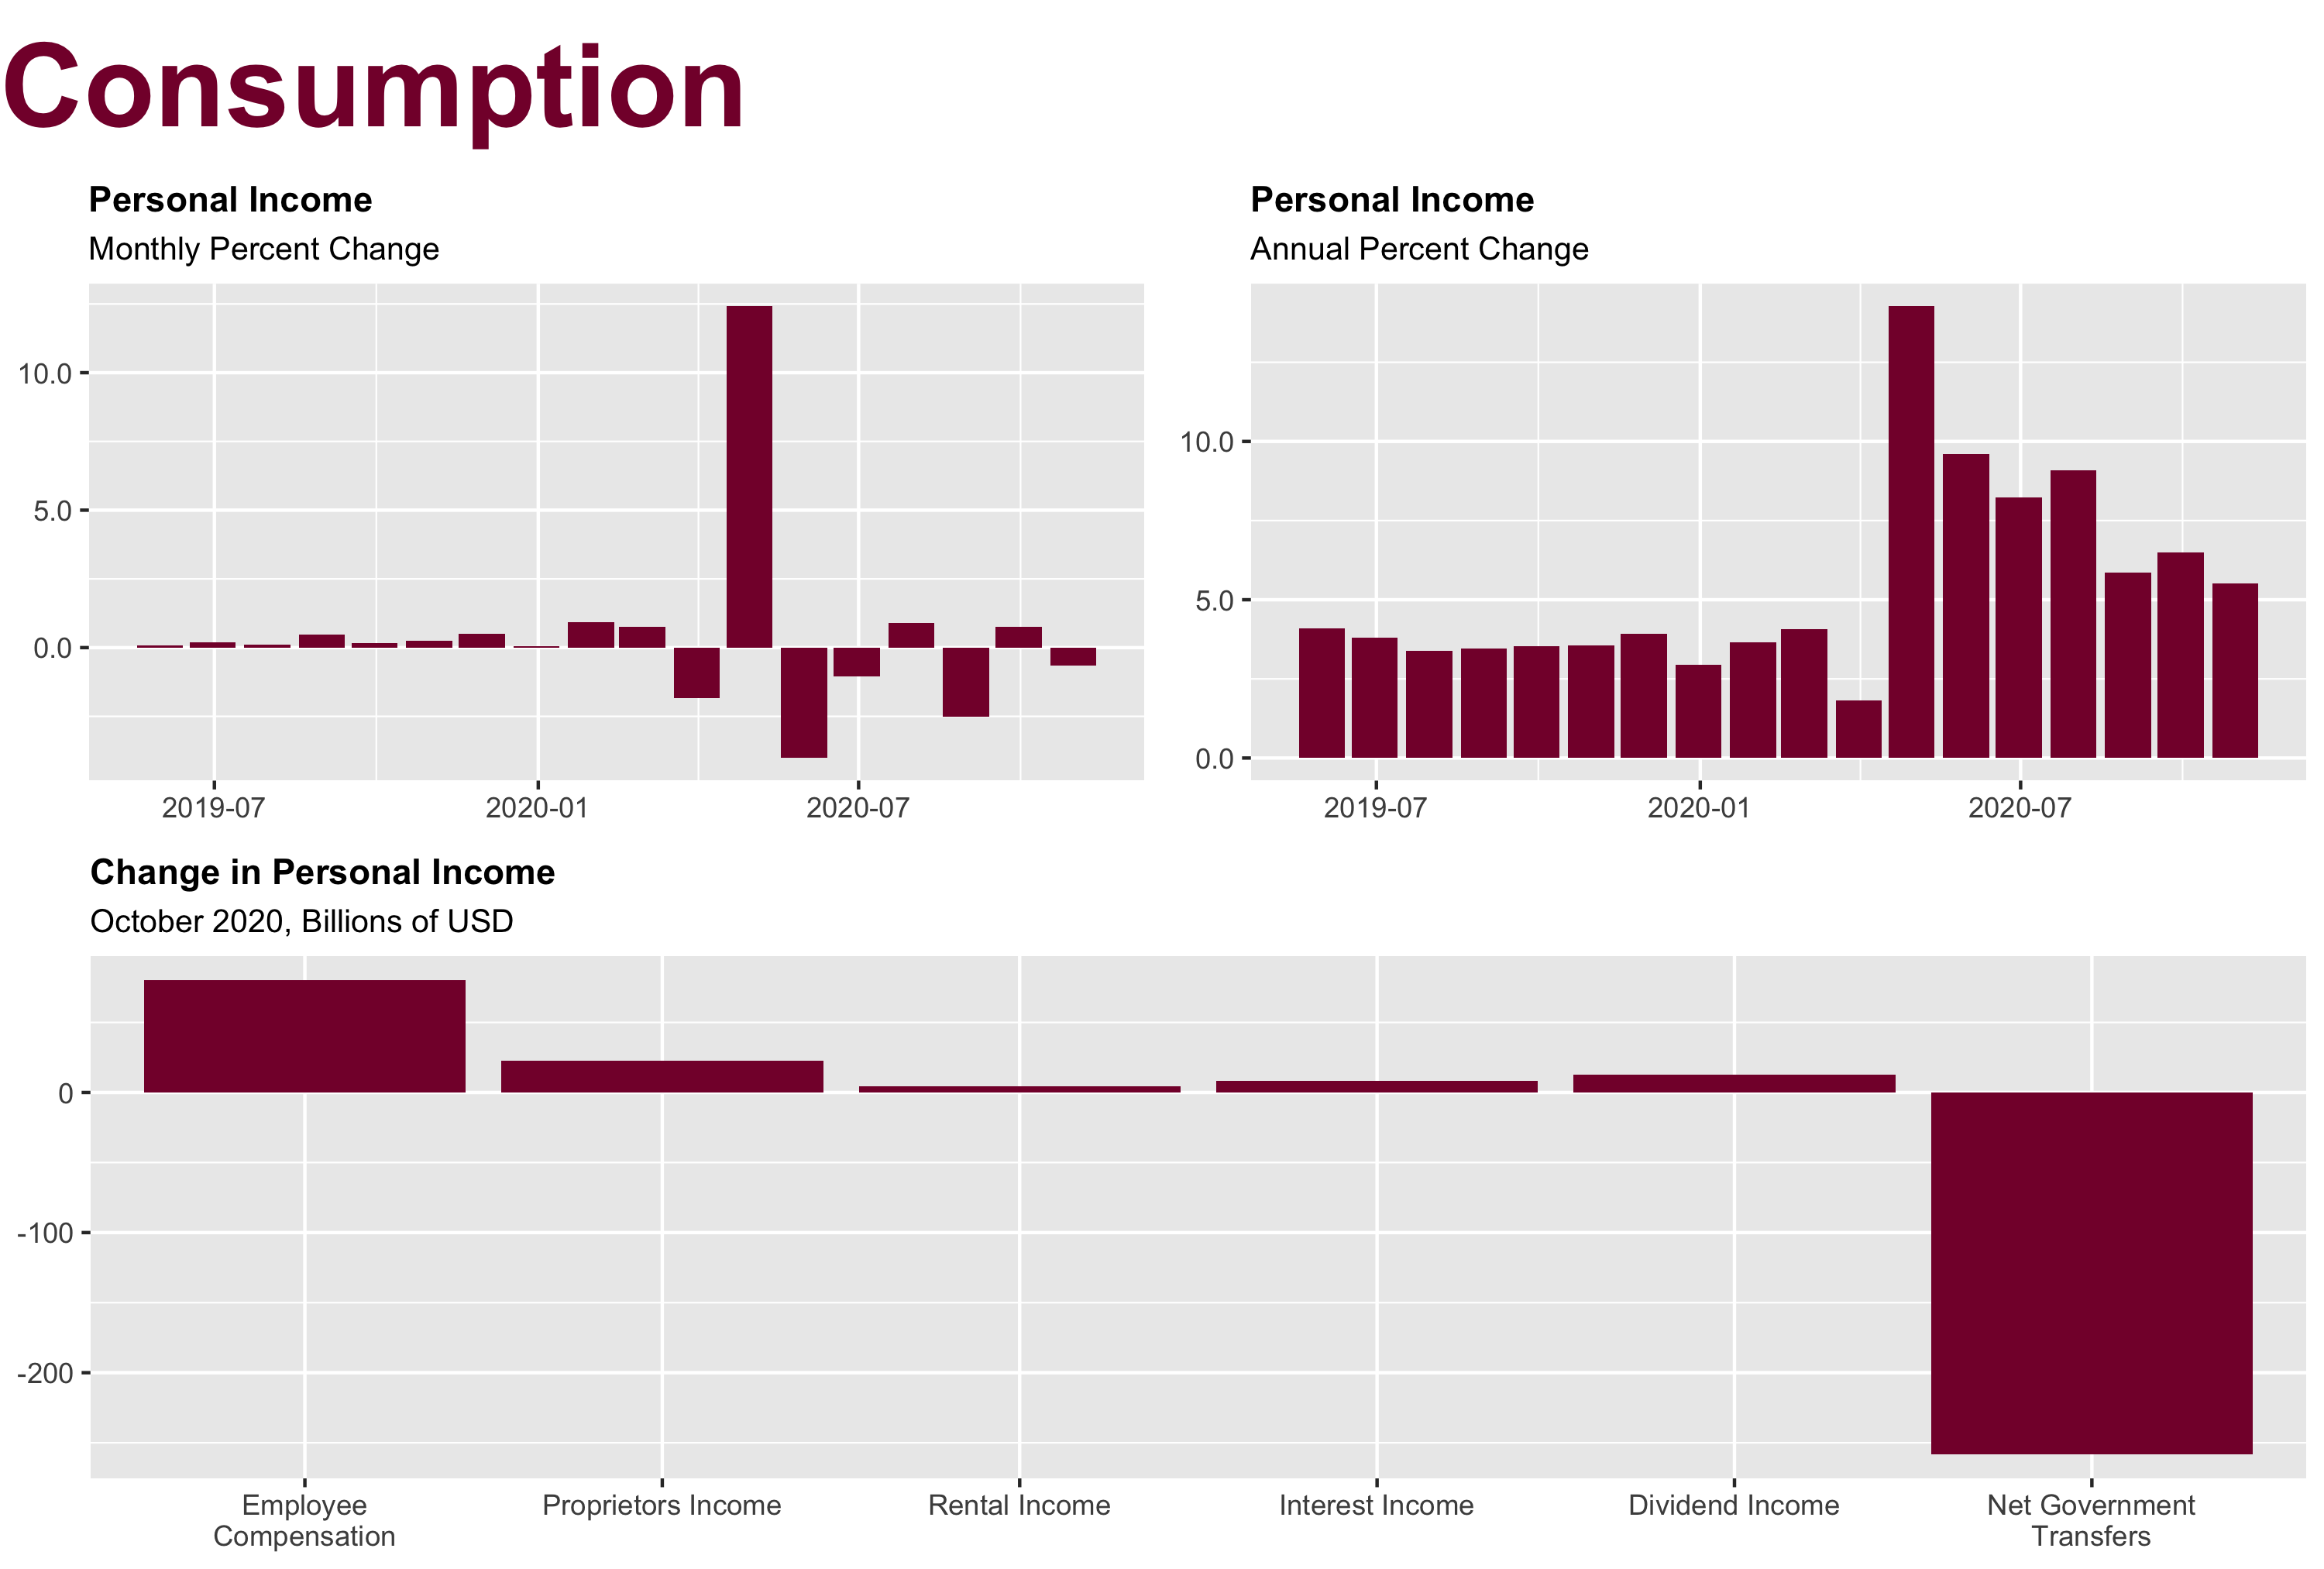 Consumption
Personal Income
Monthly Percent Change
10.0
5.0
0.0
2019-07
2020-01
2020-07
Personal Income
Annual Percent Change
10.0
5.0
0.0
2019-07
2020-01
2020-07
Change in Personal Income
October 2020, Billions of USD
0
-100
-200
Employee
Compensation
Proprietors Income
Rental Income
Interest Income
Dividend Income
Net Government
Transfers